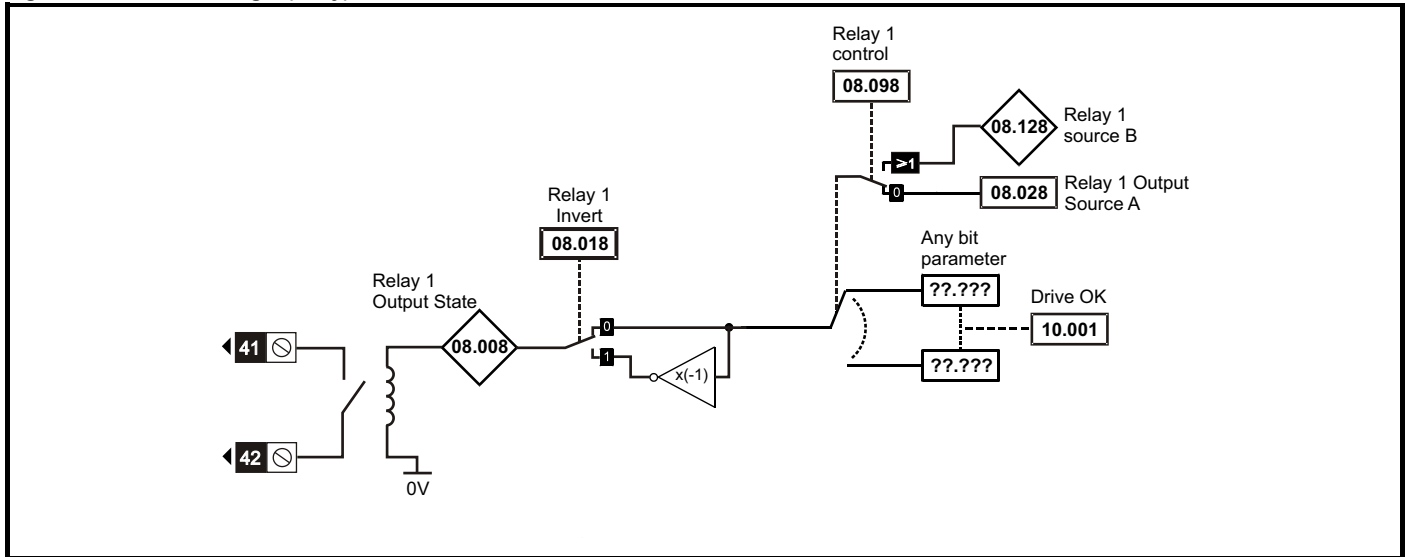 Relay 1
control
08.098
08.128
Relay 1
source B
>1
0
08.028
Relay 1 Output
Source A
Relay 1
Invert
08.018
Any bit
parameter
??.???
Drive OK
10.001
??.???
Relay 1
Output State
08.008
0
1
x(-1)
41
42
0V